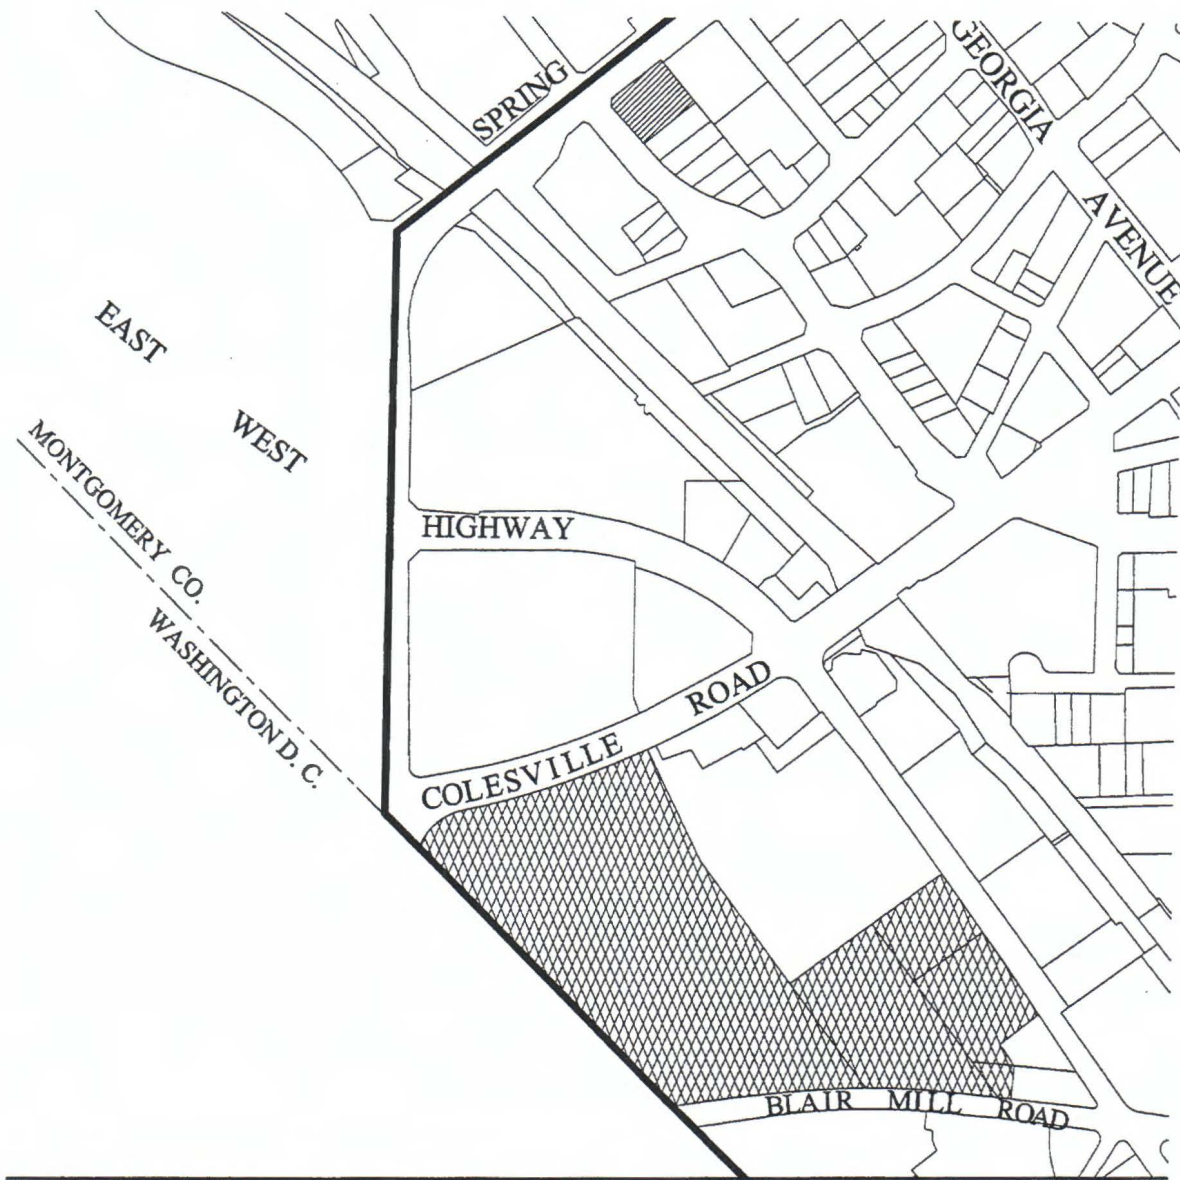 SPRING
GEORGIA
AVENUE
EAST
WEST
HIGHWAY
MONTGOMERY CO.
WASHINGTON D. C.
COLESVILLE ROAD
BLAIR MILL ROAD